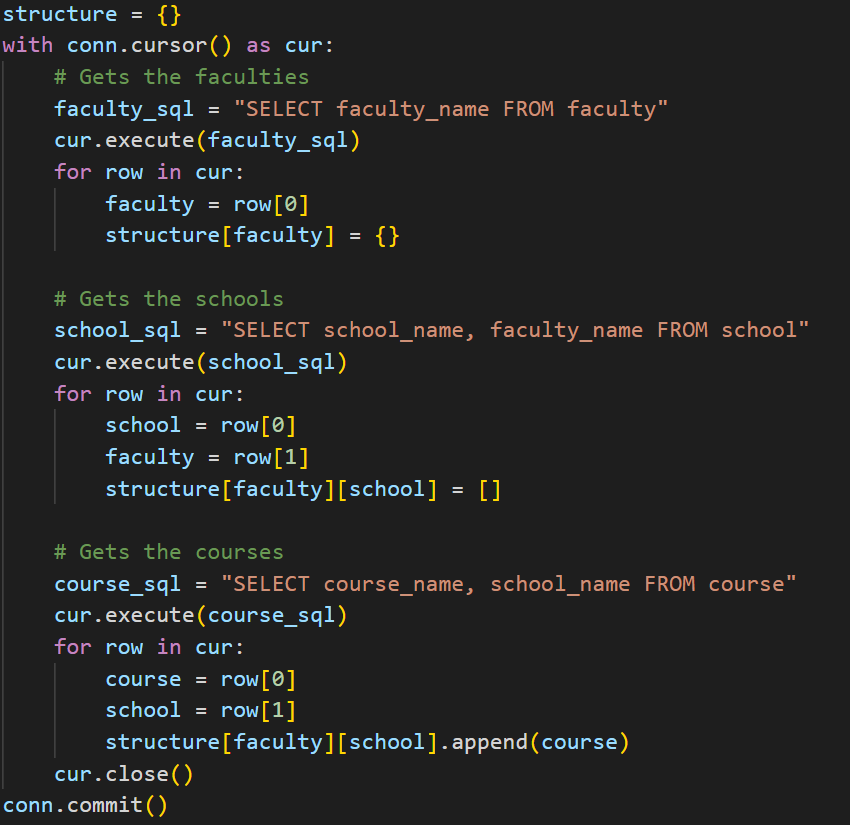 structure = {}
with conn.cursor() as cur:
    # Gets the faculties
    faculty_sql = "SELECT faculty_name FROM faculty"
    cur.execute(faculty_sql)
    for row in cur:
        faculty = row[0]
        structure[faculty] = {}

    # Gets the schools
    school_sql = "SELECT school_name, faculty_name FROM school"
    cur.execute(school_sql)
    for row in cur:
        school = row[0]
        faculty = row[1]
        structure[faculty][school] = []

    # Gets the courses
    course_sql = "SELECT course_name, school_name FROM course"
    cur.execute(course_sql)
    for row in cur:
        course = row[0]
        school = row[1]
        structure[faculty][school].append(course)
    cur.close()
conn.commit()